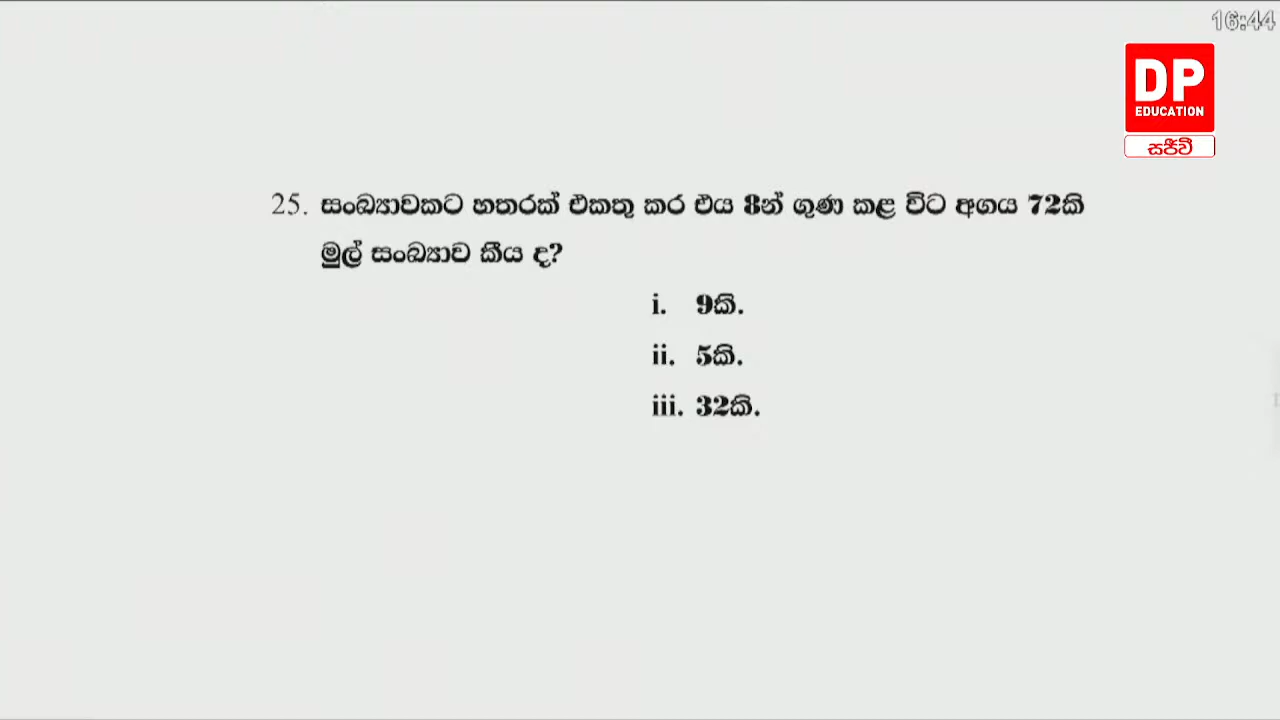 16:44
DP
EDUCATION
සජීවී
25. සංඛ්‍යාවකට හතරක් එකතු කර එය 8න් ගුණ කළ විට අගය 72කි
මුල් සංඛ්‍යාව කීය ද?
i. 9කි.
ii. 5කි.
iii. 32කි.